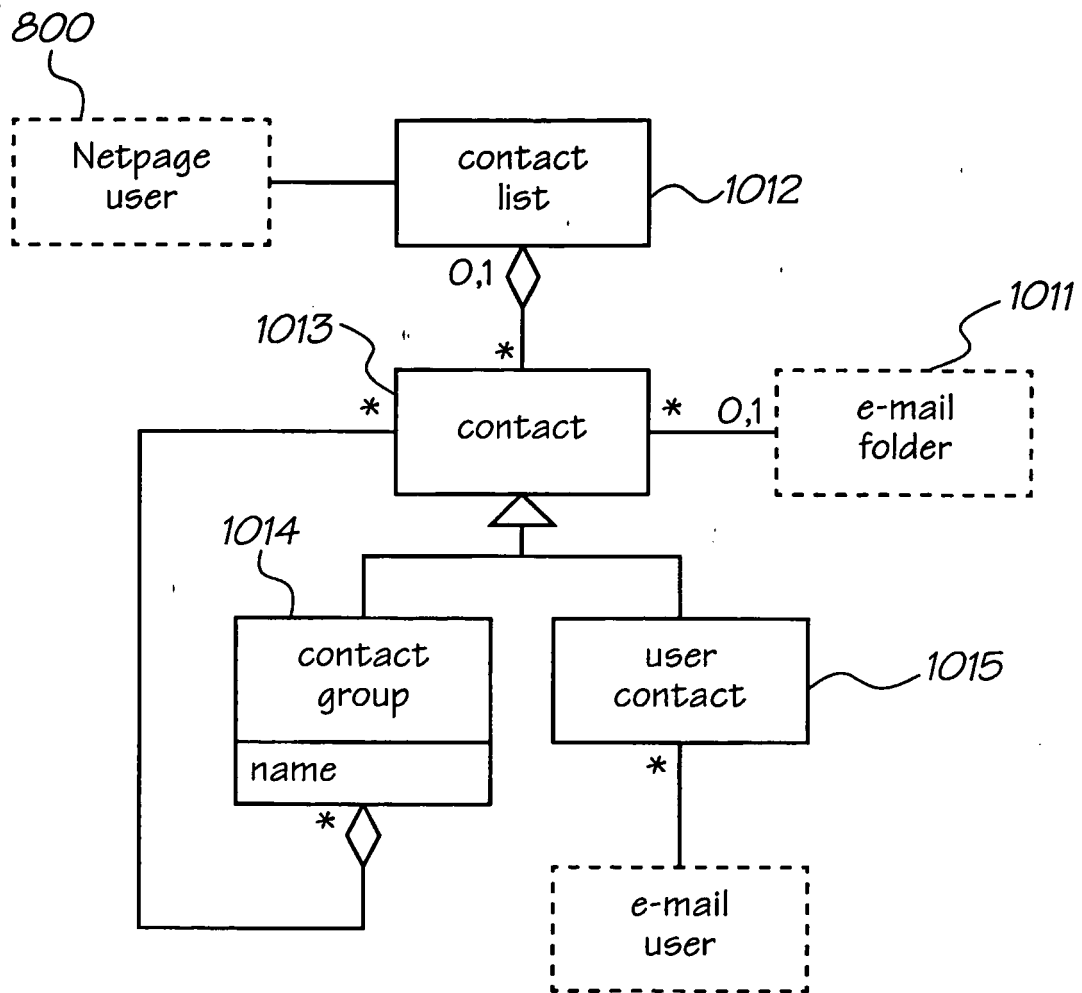 800
Netpage
user
contact
list
1012
0,1
*
1013
1011
*
contact
*
0,1
e-mail
folder
1014
contact
group
name
*
user
contact
1015
*
e-mail
user